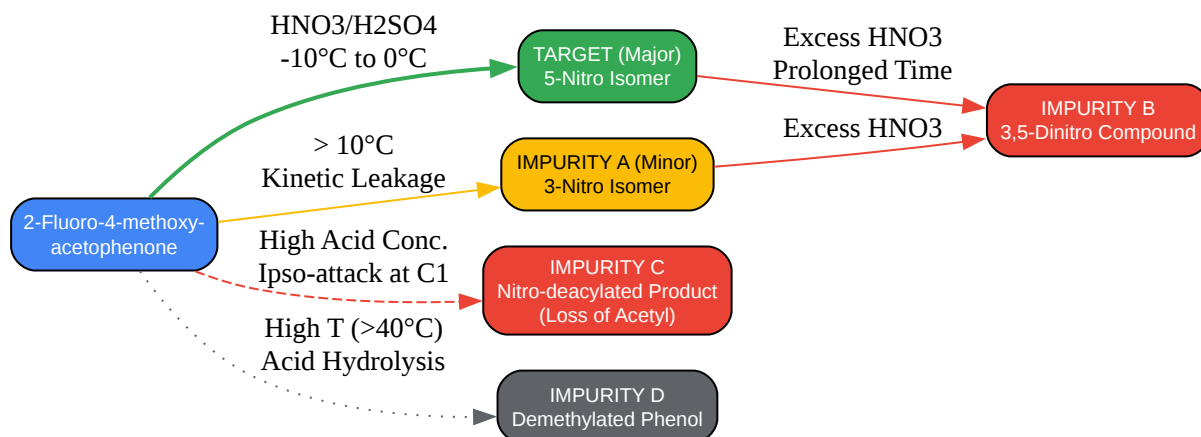 HNO3/H2SO4
-10°C to 0°C
TARGET (Major)
5-Nitro Isomer
Excess HNO3
Prolonged Time
IMPURITY B
3,5-Dinitro Compound
> 10°C
Kinetic Leakage
IMPURITY A (Minor)
3-Nitro Isomer
Excess HNO3
2-Fluoro-4-methoxy-
acetophenone
High Acid Conc.
Ipso-attack at C1
IMPURITY C
Nitro-deacylated Product
(Loss of Acetyl)
High T (>40°C)
Acid Hydrolysis
IMPURITY D
Demethylated Phenol